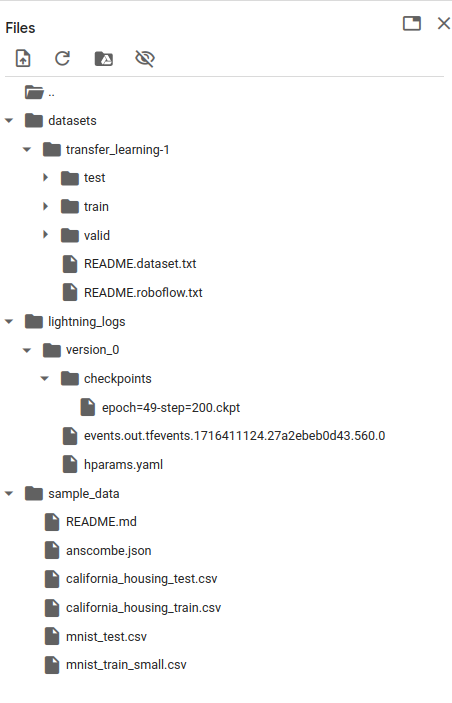 Files
..
datasets
transfer_learning-1
test
train
valid
README.dataset.txt
README.roboflow.txt
lightning_logs
version_0
checkpoints
epoch=49-step=200.ckpt
events.out.tfevents.1716411124.27a2ebeb0d43.560.0
hparams.yaml
sample_data
README.md
anscombe.json
california_housing_test.csv
california_housing_train.csv
mnist_test.csv
mnist_train_small.csv